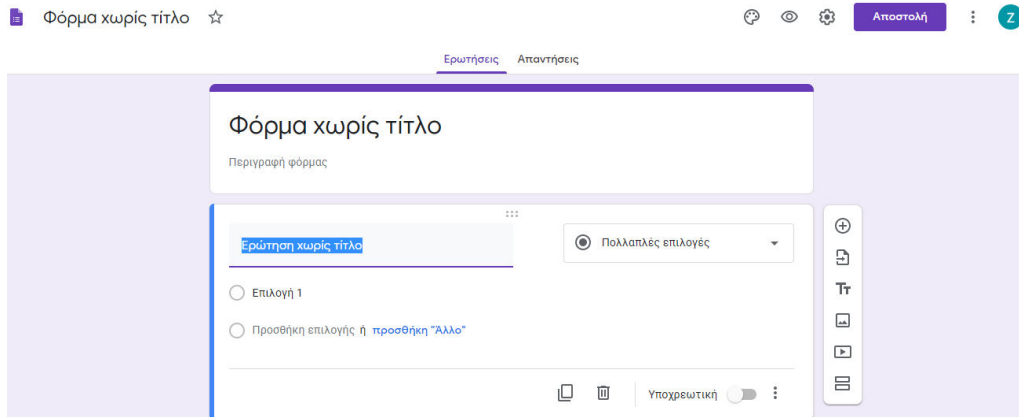 Φόρμα χωρίς τίτλο
Αποστολή
Z
Ερωτήσεις Απαντήσεις
Φόρμα χωρίς τίτλο
Περιγραφή φόρμας
Ερώτηση χωρίς τίτλο
Πολλαπλές επιλογές
Επιλογή 1
Προσθήκη επιλογής ή προσθήκη "Άλλο"
Υποχρεωτική
Tт